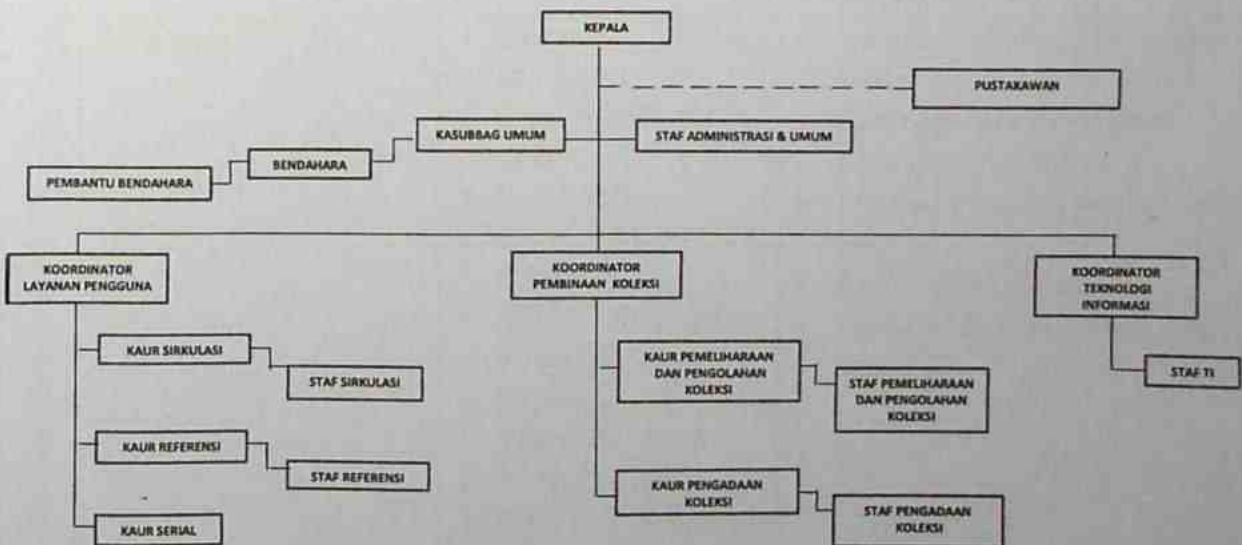 KEPALA
PUSTAKAWAN
KASUBBAG UMUM
STAF ADMINISTRASI & UMUM
BENDAHARA
PEMBANTU BENDAHARA
KOORDINATOR
LAYANAN PENGGUNA
KOORDINATOR
PEMBINAAN KOLEKSI
KOORDINATOR
TEKNOLOGI
INFORMASI
KAUR SIRKULASI
STAF SIRKULASI
KAUR PEMELIHARAAN
DAN PENGOLAHAN
KOLEKSI
STAF PEMELIHARAAN
DAN PENGOLAHAN
KOLEKSI
STAF TI
KAUR REFERENSI
STAF REFERENSI
KAUR PENGADAAN
KOLEKSI
STAF PENGADAAN
KOLEKSI
KAUR SERIAL